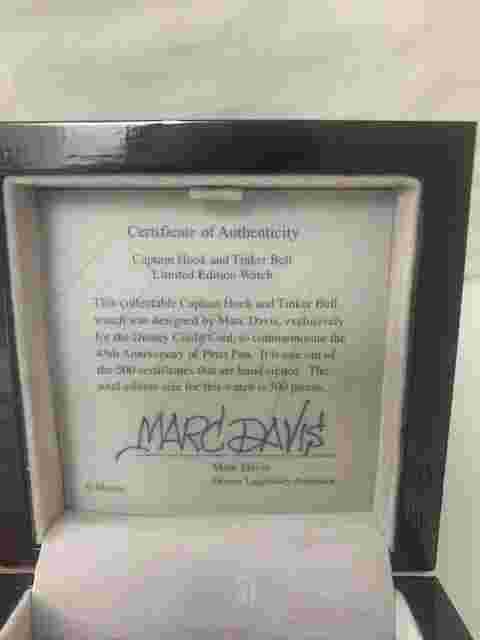 Certificate of Authenticity
Captain Hook and Tinker Bell
Limited Edition Watch
This collectable Captain Hook and Tinker Bell
watch was designed by Marc Davis, exclusively
for the Disney Credit Card, to commemorate the
45th Anniversary of Peter Pan. It is one out of
the 500 certificates that are hand signed. The
total edition size for this watch is 500 pieces.
MARC DAVIS
Marc Davis
Disney Legendary Animator
© Disney